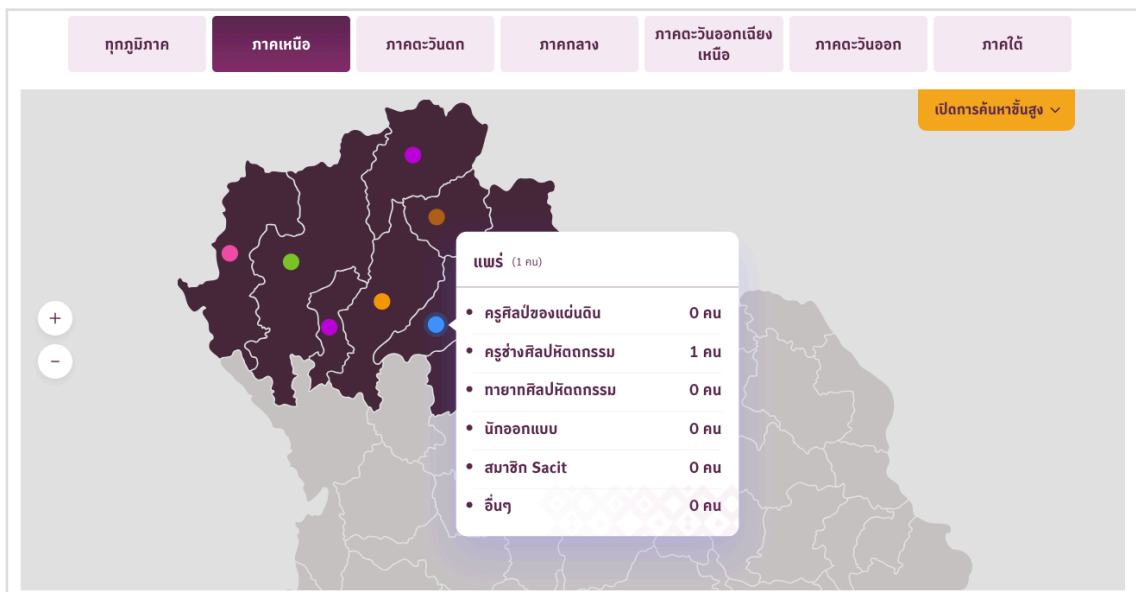 ทุกภูมิภาค
ภาคเหนือ
ภาคตะวันตก
ภาคกลาง
ภาคตะวันออกเฉียง
เหนือ
ภาคตะวันออก
ภาคใต้
เปิดการค้นหาขั้นสูง
แพร่ (1 คน)
• ครูศิลป์ของแผ่นดิน 0 คน
• ครูช่างศิลปหัตถกรรม 1 คน
• ทายาทศิลปหัตถกรรม 0 คน
• นักออกแบบ 0 คน
• สมาชิก Sacit 0 คน
• อื่นๆ 0 คน
+
−